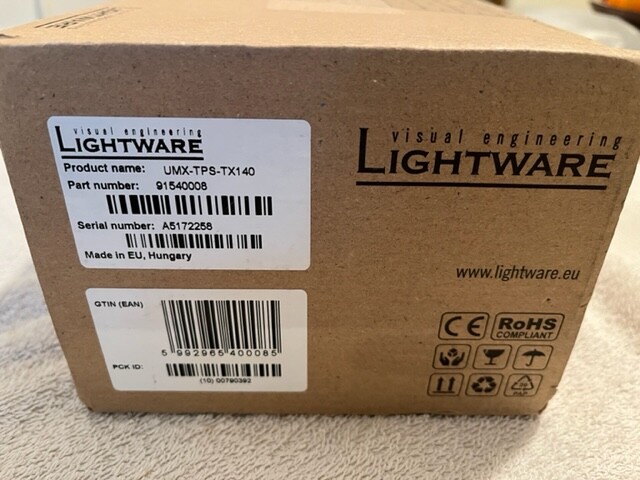 visual engineering
LIGHTWARE
Product name: UMX-TPS-TX140
Part number: 91540008
Serial number: A5172258
Made in EU, Hungary
GTIN (EAN)
5 992965 400085
PCK ID:
(10) 00790392
visual engineering
LIGHTWARE
www.lightware.eu
CE RoHS
COMPLIANT
PAP